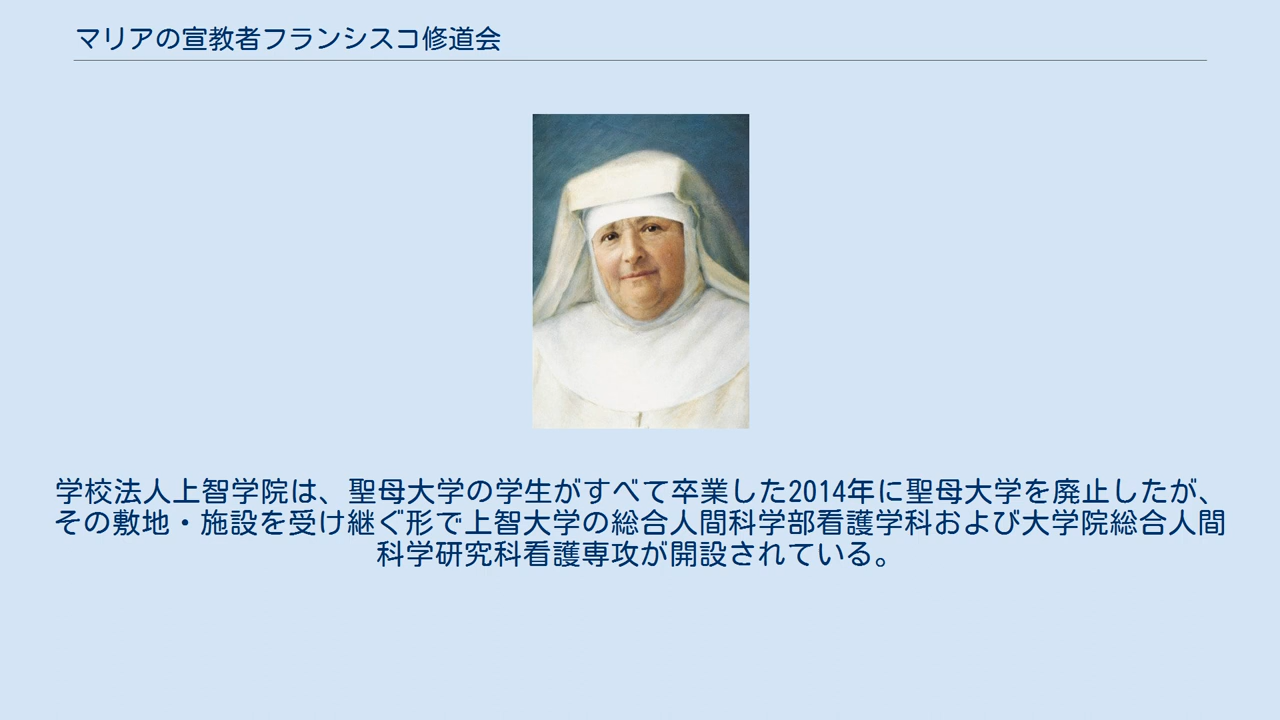 マリアの宣教者フランシスコ修道会
学校法人上智学院は、聖母大学の学生がすべて卒業した2014年に聖母大学を廃止したが、
その敷地・施設を受け継ぐ形で上智大学の総合人間科学部看護学科および大学院総合人間
科学研究科看護専攻が開設されている。